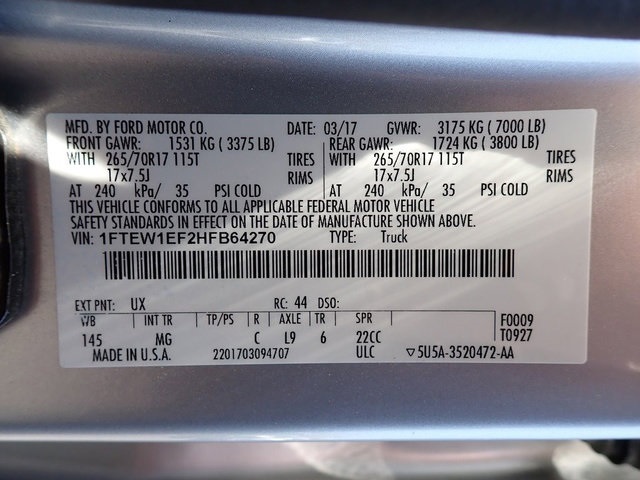 MFD. BY FORD MOTOR CO. DATE: 03/17 GVWR: 3175 KG ( 7000 LB)
FRONT GAWR: 1531 KG ( 3375 LB) REAR GAWR: 1724 KG ( 3800 LB)
WITH 265/70R17 115T TIRES WITH 265/70R17 115T TIRES
17x7.5J RIMS 17x7.5J RIMS
AT 240 kPa/ 35 PSI COLD AT 240 kPa/ 35 PSI COLD
THIS VEHICLE CONFORMS TO ALL APPLICABLE FEDERAL MOTOR VEHICLE
SAFETY STANDARDS IN EFFECT ON THE DATE OF MANUFACTURE SHOWN ABOVE.
VIN: 1FTEW1EF2HFB64270 TYPE: Truck
EXT PNT: UX RC: 44 DSO:
WB INT TR TP/PS R AXLE TR SPR F0009
145 MG C L9 6 22CC T0927
MADE IN U.S.A. 2201703094707 ULC ▽5U5A-3520472-AA